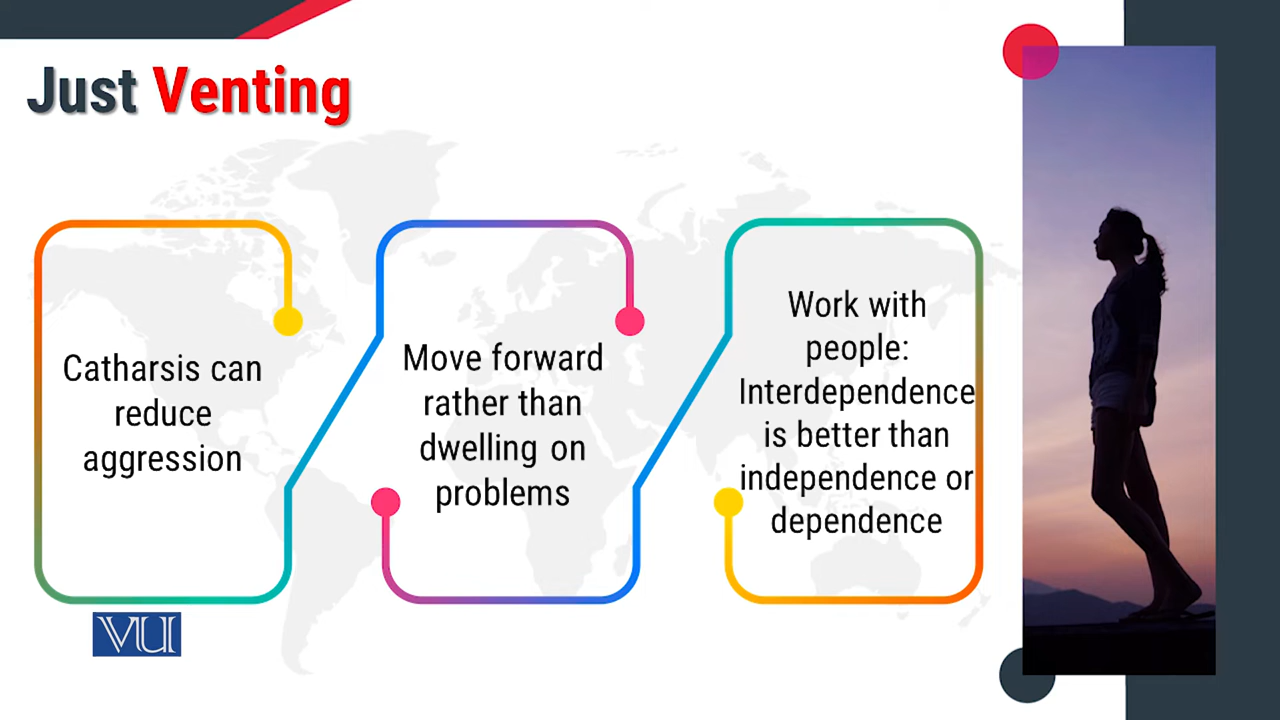 Just Venting
Catharsis can
reduce
aggression
Move forward
rather than
dwelling on
problems
Work with
people:
Interdependence
is better than
independence or
dependence
VU